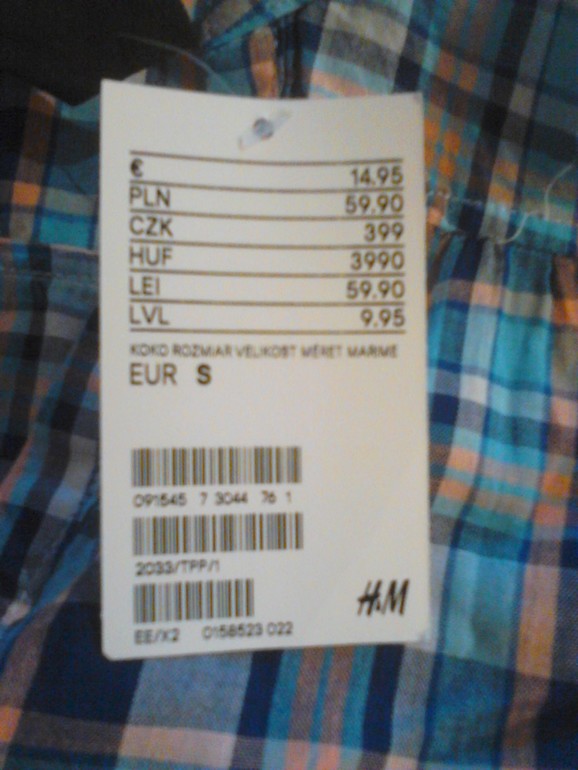 € 14.95
PLN 59.90
CZK 399
HUF 3990
LEI 59.90
LVL 9.95
KOKO ROZMIAR VELIKOST MÉRET MARIME
EUR S
091545 7 3044 76 1
2033/TPP/1
EE/X2 0158523 022
H&M